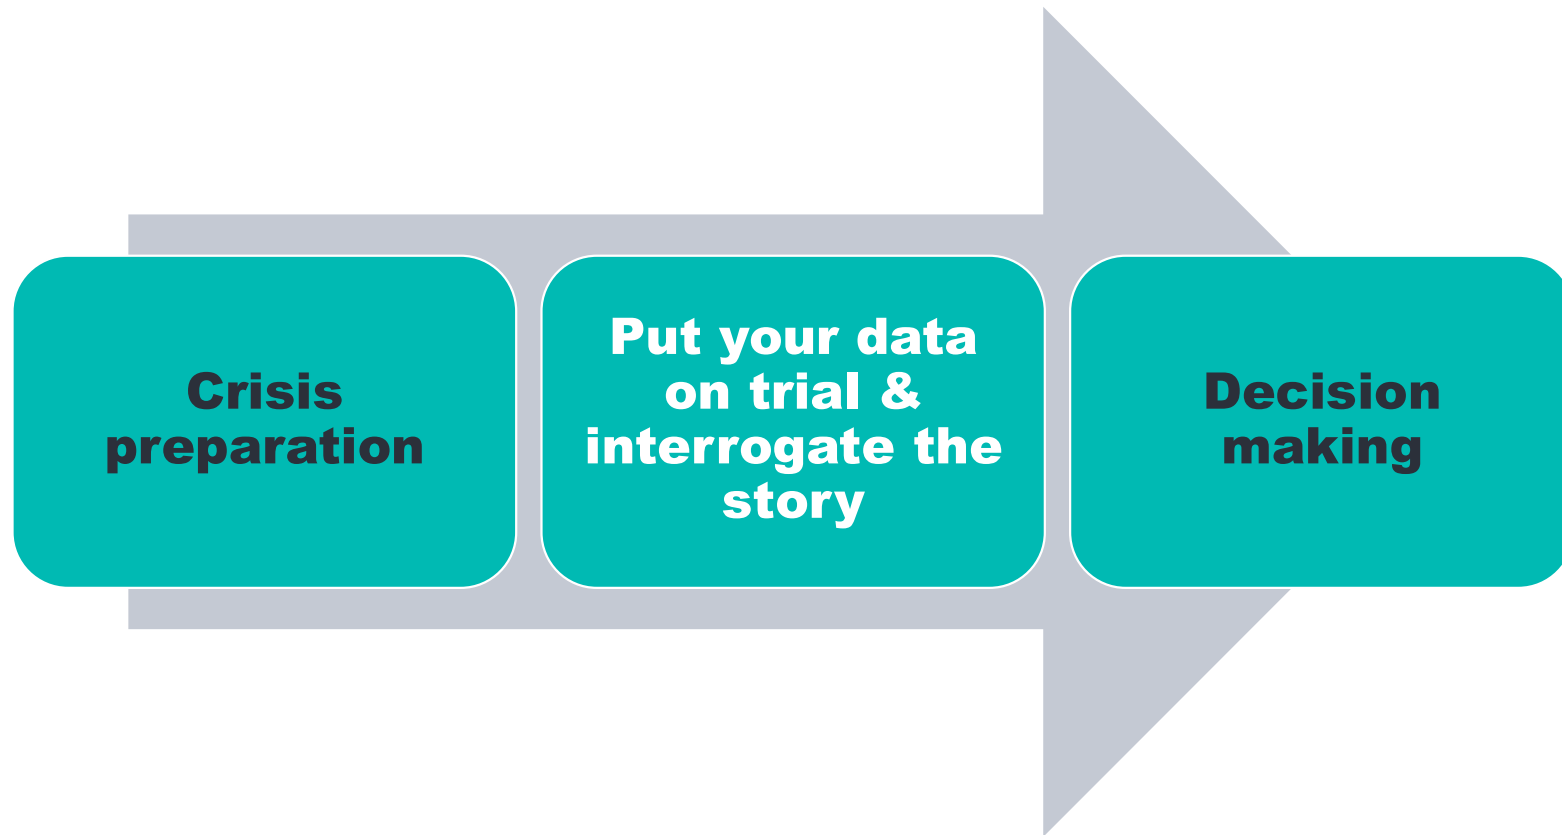 Crisis
preparation
Put your data
on trial &
interrogate the
story
Decision
making